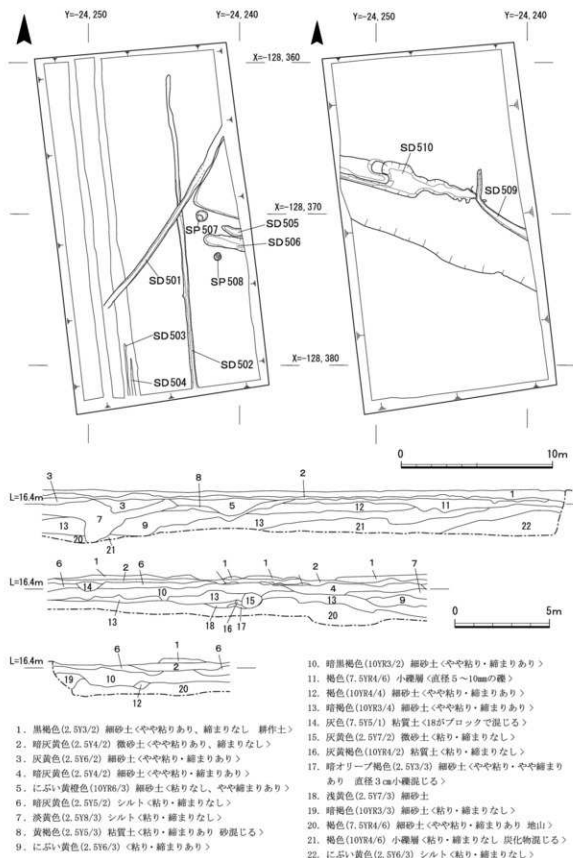 Y=-24,250
Y=-24,240
X=-128,360
SD505
SP507
SD506
X=-128,370
SD501
SP508
SD503
SD502
SD504
X=-128,380
Y=-24,250
Y=-24,240
SD510
SD509
0 10m
3 8 2 1
L=16.4m
3 5 12 11
7
13 9 13 21 22
20
21
6 1 2 6 1 1 2 1 7
L=16.4m
14 10 13 15 4 13 9
13 18 16 17 20
0 5m
6 1 6
L=16.4m
2
19 10 20
12
1. 黒褐色(2.5Y3/2) 細砂土<やや粘りあり、締まりなし 耕作土>
2. 暗灰黄色(2.5Y4/2) 微砂土<やや粘りあり、締まりなし>
3. 灰黄色(2.5Y6/2) 細砂土<やや粘り・締まりあり>
4. 暗灰黄色(2.5Y4/2) 細砂土<やや粘り・締まりあり>
5. にぶい黄橙色(10YR6/3) 細砂土<粘りなし、やや締まりあり>
6. 暗灰黄色(2.5Y5/2) シルト<粘り・締まりなし>
7. 淡黄色(2.5Y8/3) シルト<粘り・締まりなし>
8. 黄褐色(2.5Y5/3) 粘質土<粘り・締まりあり 砂混じる>
9. にぶい黄色(2.5Y6/3) <粘り・締まりあり>
10. 暗黒褐色(10YR3/2) 細砂土<やや粘り・締まりあり>
11. 褐色(7.5YR4/6) 小礫層<直径5~10mmの礫>
12. 褐色(10YR4/4) 細砂土<やや粘り・締まりあり>
13. 暗褐色(10YR3/4) 細砂土<やや粘り・締まりあり>
14. 灰色(7.5Y5/1) 粘質土<18がブロックで混じる>
15. 灰黄色(2.5Y7/2) 微砂土<粘り・締まりなし>
16. 灰黄褐色(10YR4/2) 粘質土<粘り・締まりなし>
17. 暗オリーブ褐色(2.5Y3/3) 細砂土<やや粘り・やや締まり
あり 直径3㎝小礫混じる>
18. 浅黄色(2.5Y7/3) 細砂土
19. 暗褐色(10YR3/3) 細砂土<粘り・締まりなし>
20. 褐色(7.5YR4/6) 細砂土<やや粘り・締まりあり 地山>
21. 褐色(10YR4/6) 小礫層<粘り・締まりなし 炭化物混じる>
22. にぶい黄色(2.5Y6/3) シルト<粘り・締まりなし>